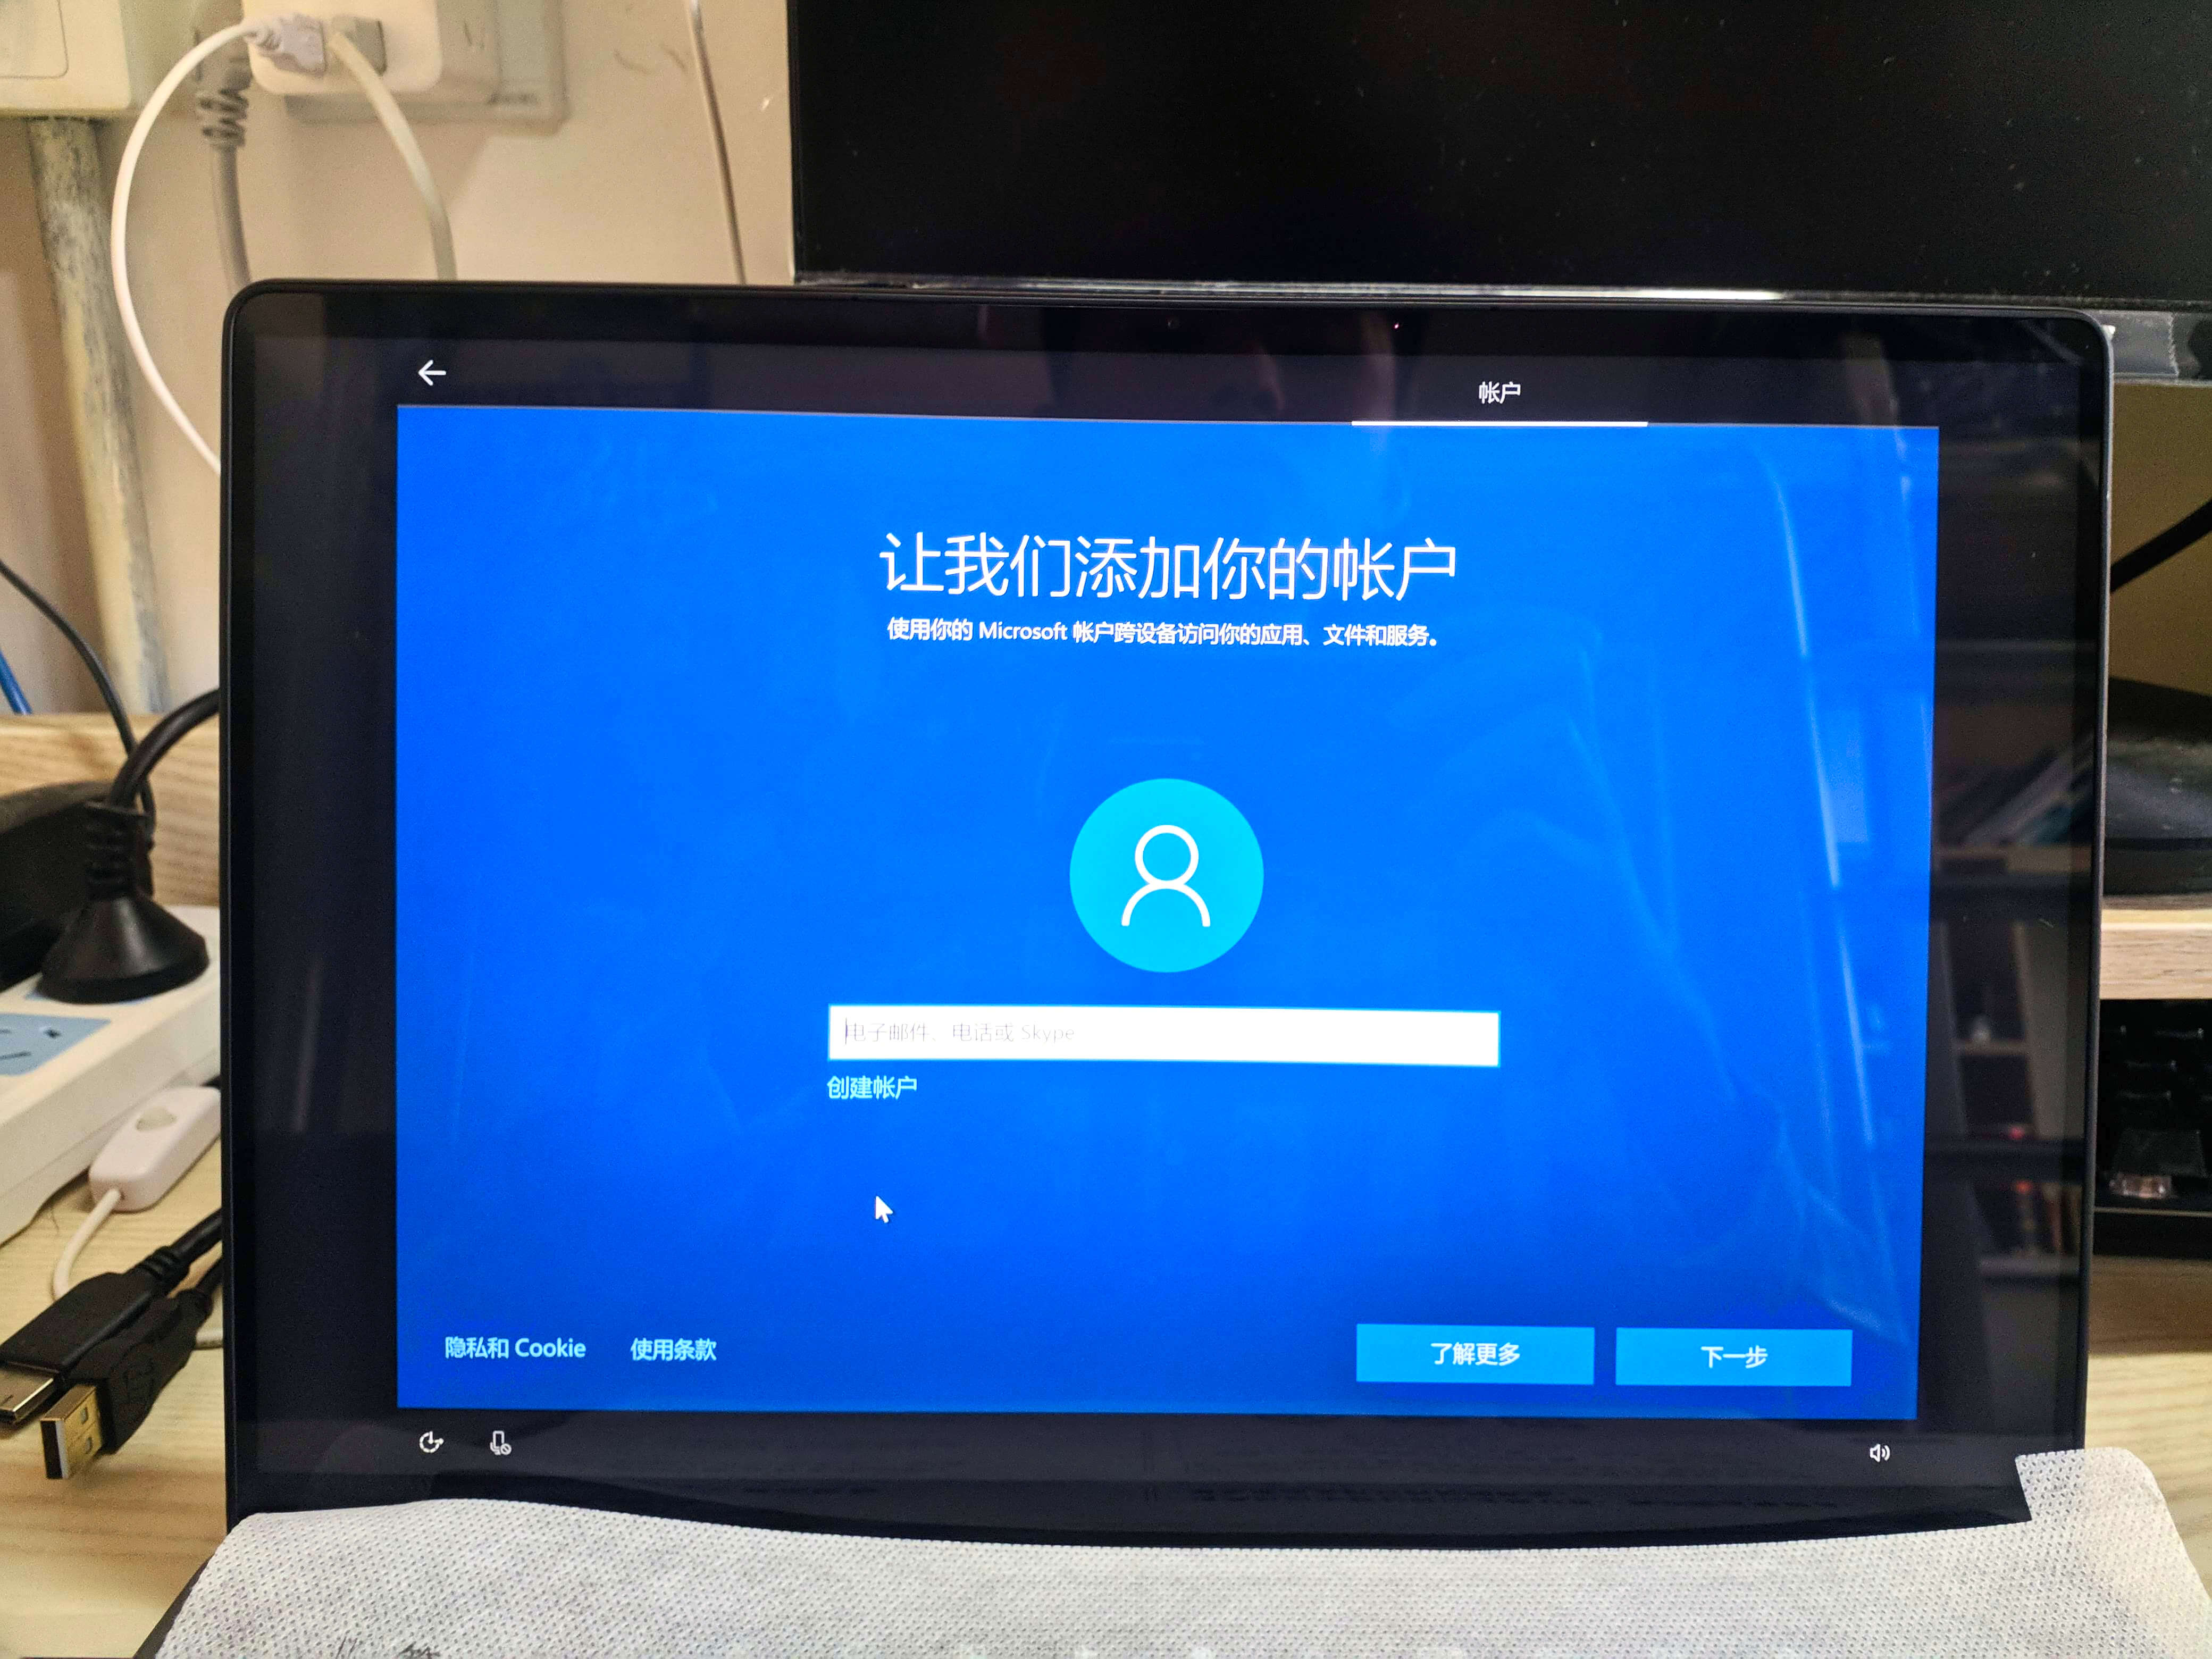 帐户
让我们添加你的帐户
使用你的 Microsoft 帐户跨设备访问你的应用、文件和服务。
电子邮件、电话或 Skype
创建帐户
隐私和 Cookie
使用条款
了解更多
下一步